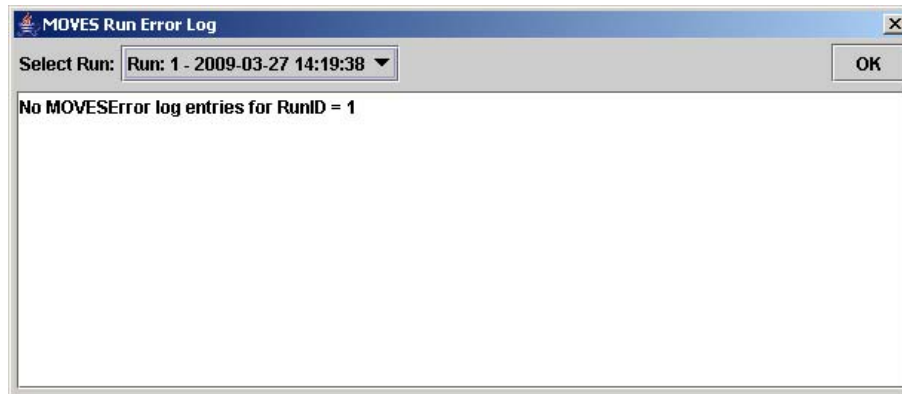 MOVES Run Error Log
Select Run: Run: 1 - 2009-03-27 14:19:38 OK
No MOVESError log entries for RunID = 1